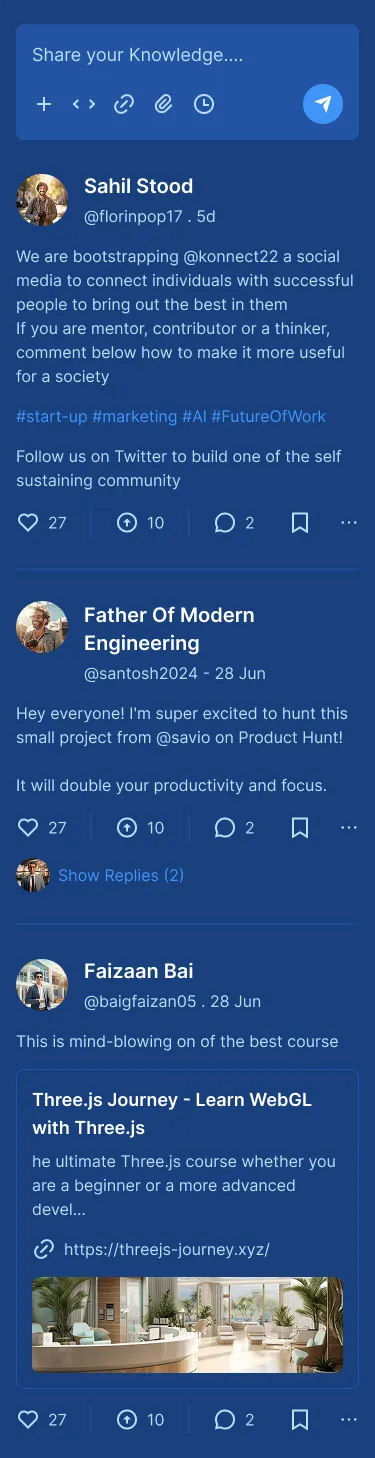 Share your Knowledge....
Sahil Stood
@florinpop17 . 5d
We are bootstrapping @konnect22 a social
media to connect individuals with successful
people to bring out the best in them
If you are mentor, contributor or a thinker,
comment below how to make it more useful
for a society
#start-up #marketing #AI #FutureOfWork
Follow us on Twitter to build one of the self
sustaining community
27 10 2
Father Of Modern
Engineering
@santosh2024 - 28 Jun
Hey everyone! I'm super excited to hunt this
small project from @savio on Product Hunt!
It will double your productivity and focus.
27 10 2
Show Replies (2)
Faizaan Bai
@baigfaizan05 . 28 Jun
This is mind-blowing on of the best course
Three.js Journey - Learn WebGL
with Three.js
he ultimate Three.js course whether you
are a beginner or a more advanced
devel...
https://threejs-journey.xyz/
27 10 2